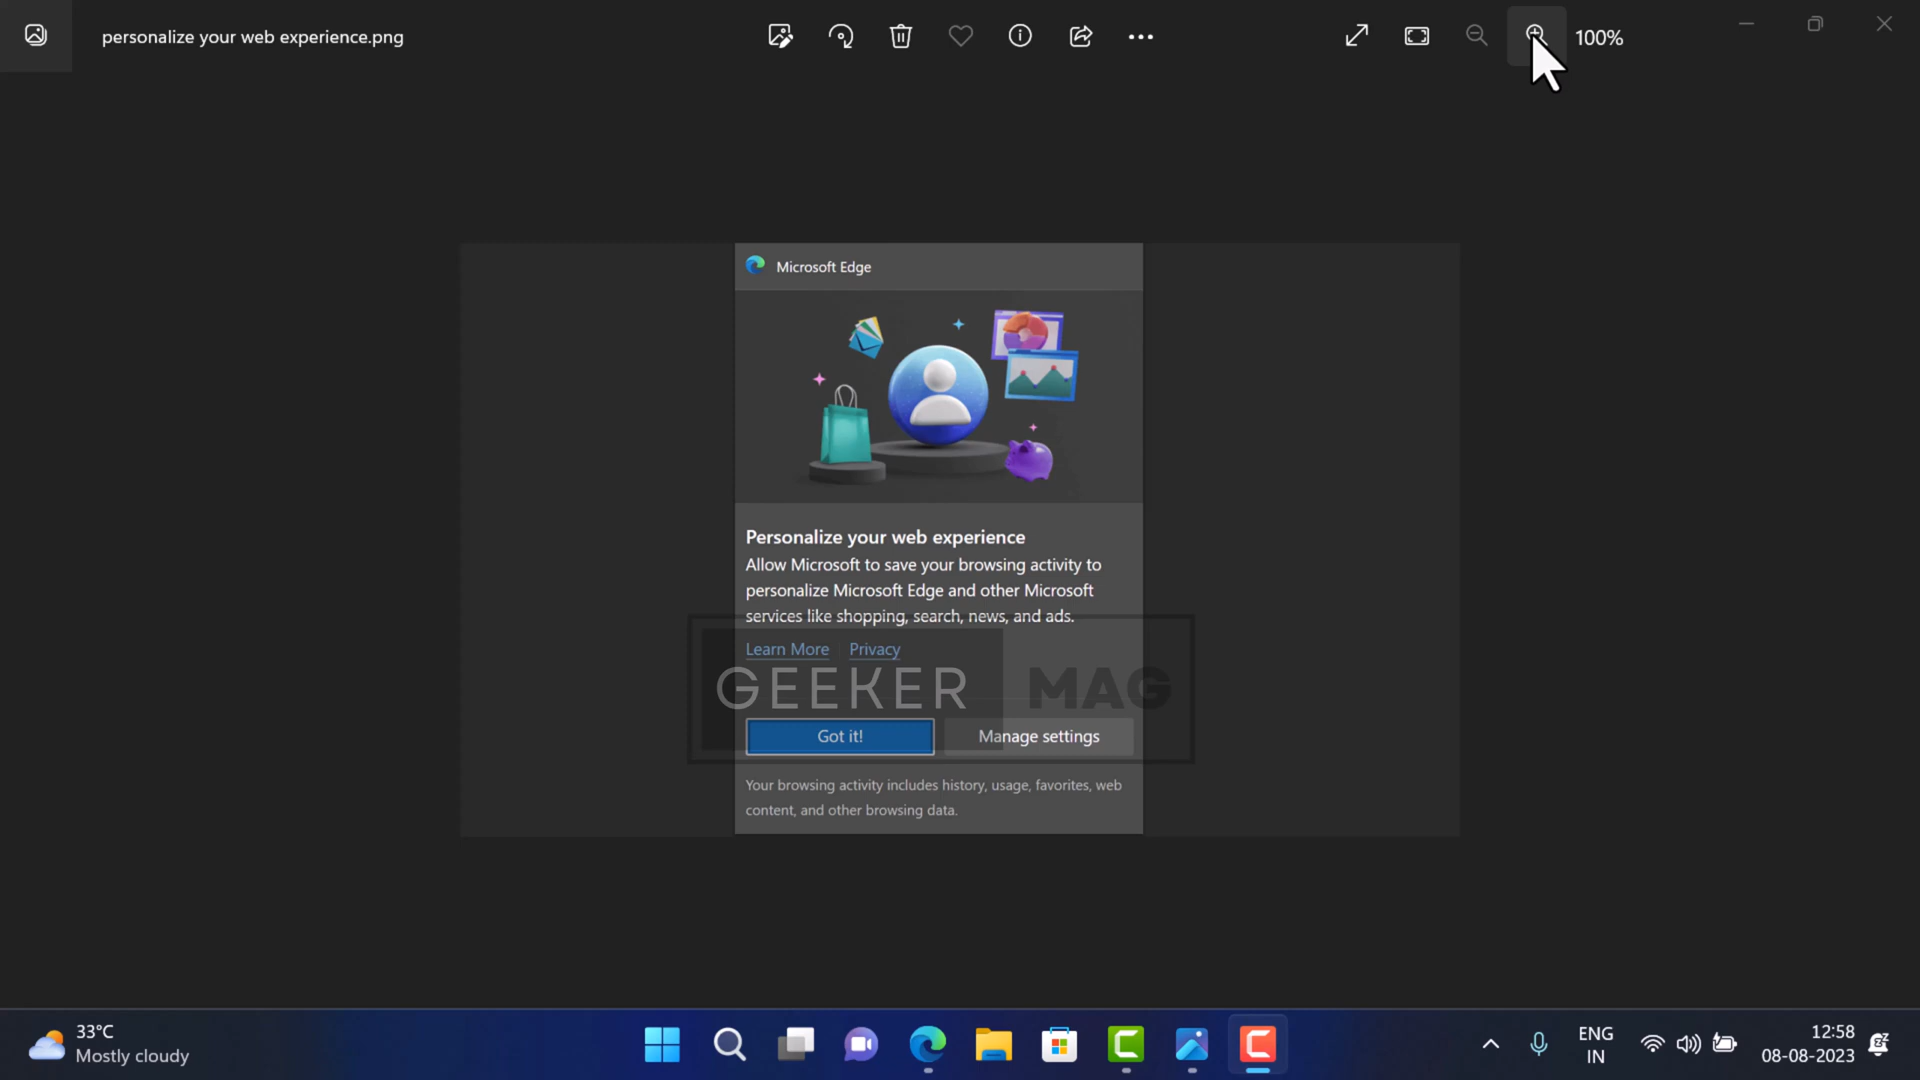 personalize your web experience.png
100%
Microsoft Edge
Personalize your web experience
Allow Microsoft to save your browsing activity to
personalize Microsoft Edge and other Microsoft
services like shopping, search, news, and ads.
Learn More Privacy
GEEKER MAG
Got it! Manage settings
Your browsing activity includes history, usage, favorites, web
content, and other browsing data.
33°C
Mostly cloudy
ENG
IN
12:58
08-08-2023